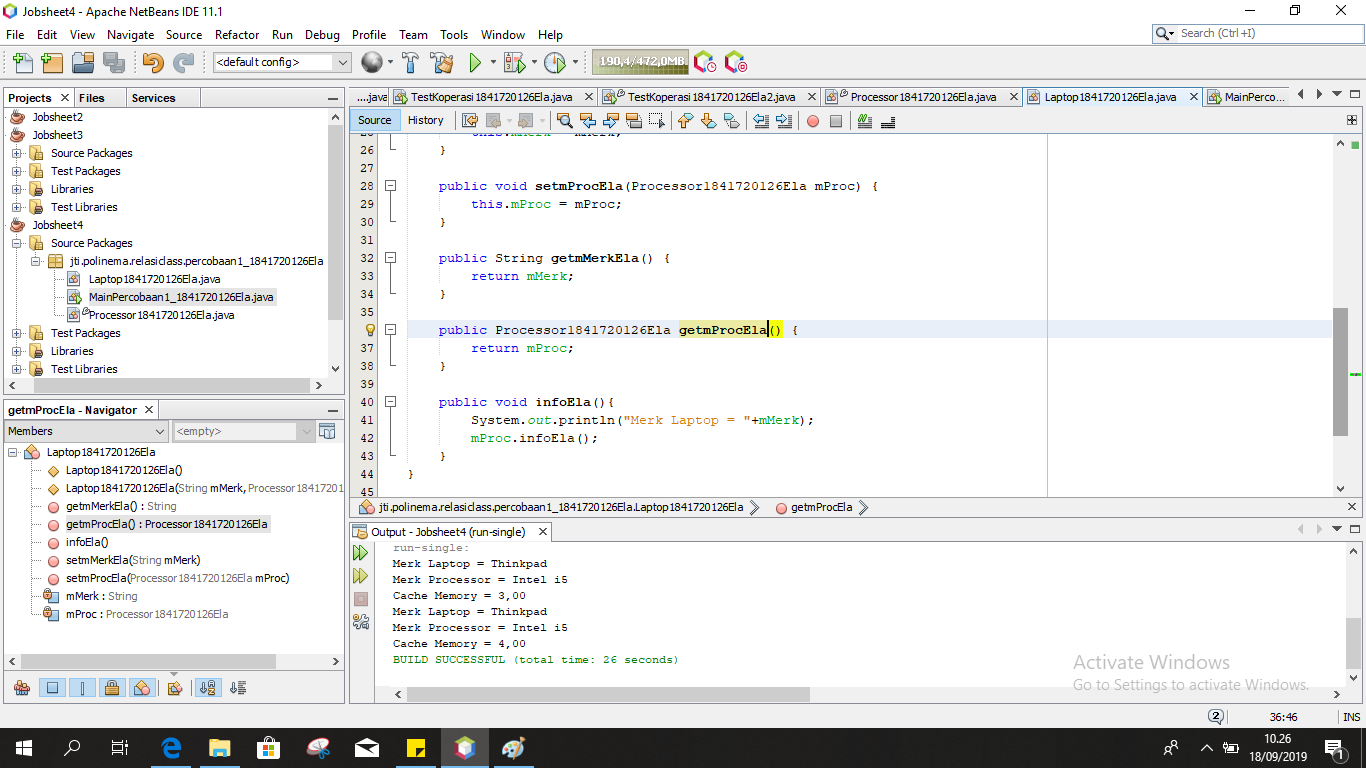 Jobsheet4 - Apache NetBeans IDE 11.1
File Edit View Navigate Source Refactor Run Debug Profile Team Tools Window Help
Search (Ctrl+I)
<default config>
190,4/472,0MB
Projects Files Services
Jobsheet2
Jobsheet3
Source Packages
Test Packages
Libraries
Test Libraries
Jobsheet4
Source Packages
jti.polinema.relasiclass.percobaan1_1841720126Ela
Laptop1841720126Ela.java
MainPercobaan1_1841720126Ela.java
Processor1841720126Ela.java
Test Packages
Libraries
Test Libraries
getmProcEla - Navigator
Members <empty>
Laptop1841720126Ela
Laptop1841720126Ela()
Laptop1841720126Ela(String mMerk, Processor18417201
getmMerkEla() : String
getmProcEla() : Processor1841720126Ela
infoEla()
setmMerkEla(String mMerk)
setmProcEla(Processor1841720126Ela mProc)
mMerk : String
mProc : Processor1841720126Ela
....java TestKoperasi1841720126Ela.java TestKoperasi1841720126Ela2.java Processor1841720126Ela.java Laptop1841720126Ela.java MainPerco...
Source History
26 }
27
28 public void setmProcEla(Processor1841720126Ela mProc) {
29 this.mProc = mProc;
30 }
31
32 public String getmMerkEla() {
33 return mMerk;
34 }
35
public Processor1841720126Ela getmProcEla() {
37 return mProc;
38 }
39
40 public void infoEla(){
41 System.out.println("Merk Laptop = "+mMerk);
42 mProc.infoEla();
43 }
44 }
45
jti.polinema.relasiclass.percobaan1_1841720126Ela.Laptop1841720126Ela getmProcEla
Output - Jobsheet4 (run-single)
run-single:
Merk Laptop = Thinkpad
Merk Processor = Intel i5
Cache Memory = 3,00
Merk Laptop = Thinkpad
Merk Processor = Intel i5
Cache Memory = 4,00
BUILD SUCCESSFUL (total time: 26 seconds)
Activate Windows
Go to Settings to activate Windows.
2 36:46 INS
10.26
18/09/2019
1